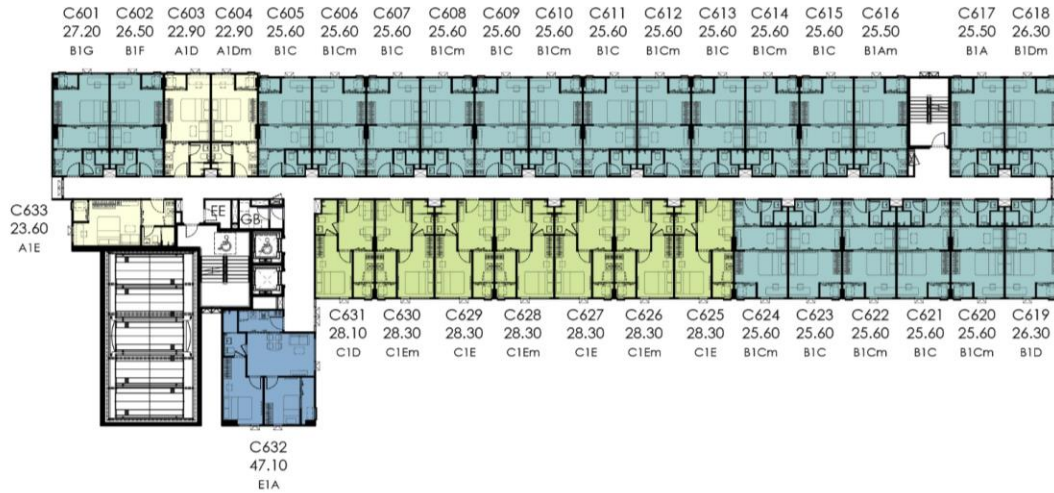 C601 C602 C603 C604 C605 C606 C607 C608 C609 C610 C611 C612 C613 C614 C615 C616 C617 C618
27.20 26.50 22.90 22.90 25.60 25.60 25.60 25.60 25.60 25.60 25.60 25.60 25.60 25.60 25.60 25.50 25.50 26.30
B1G B1F A1D A1Dm B1C B1Cm B1C B1Cm B1C B1Cm B1C B1Cm B1C B1Cm B1C B1Am B1A B1Dm
C633
23.60
A1E
EE
GB
C631 C630 C629 C628 C627 C626 C625 C624 C623 C622 C621 C620 C619
28.10 28.30 28.30 28.30 28.30 28.30 28.30 25.60 25.60 25.60 25.60 25.60 26.30
C1D C1Em C1E C1Em C1E C1Em C1E B1Cm B1C B1Cm B1C B1Cm B1D
C632
47.10
E1A